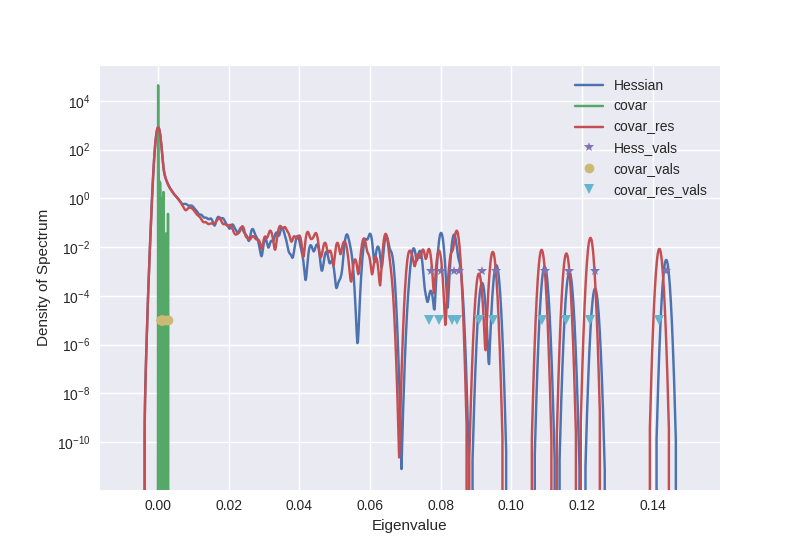 Hessian
covar
covar_res
Hess_vals
covar_vals
covar_res_vals
10^4
10^2
10^0
10^−2
10^−4
10^−6
10^−8
10^−10
Density of Spectrum
0.00 0.02 0.04 0.06 0.08 0.10 0.12 0.14
Eigenvalue